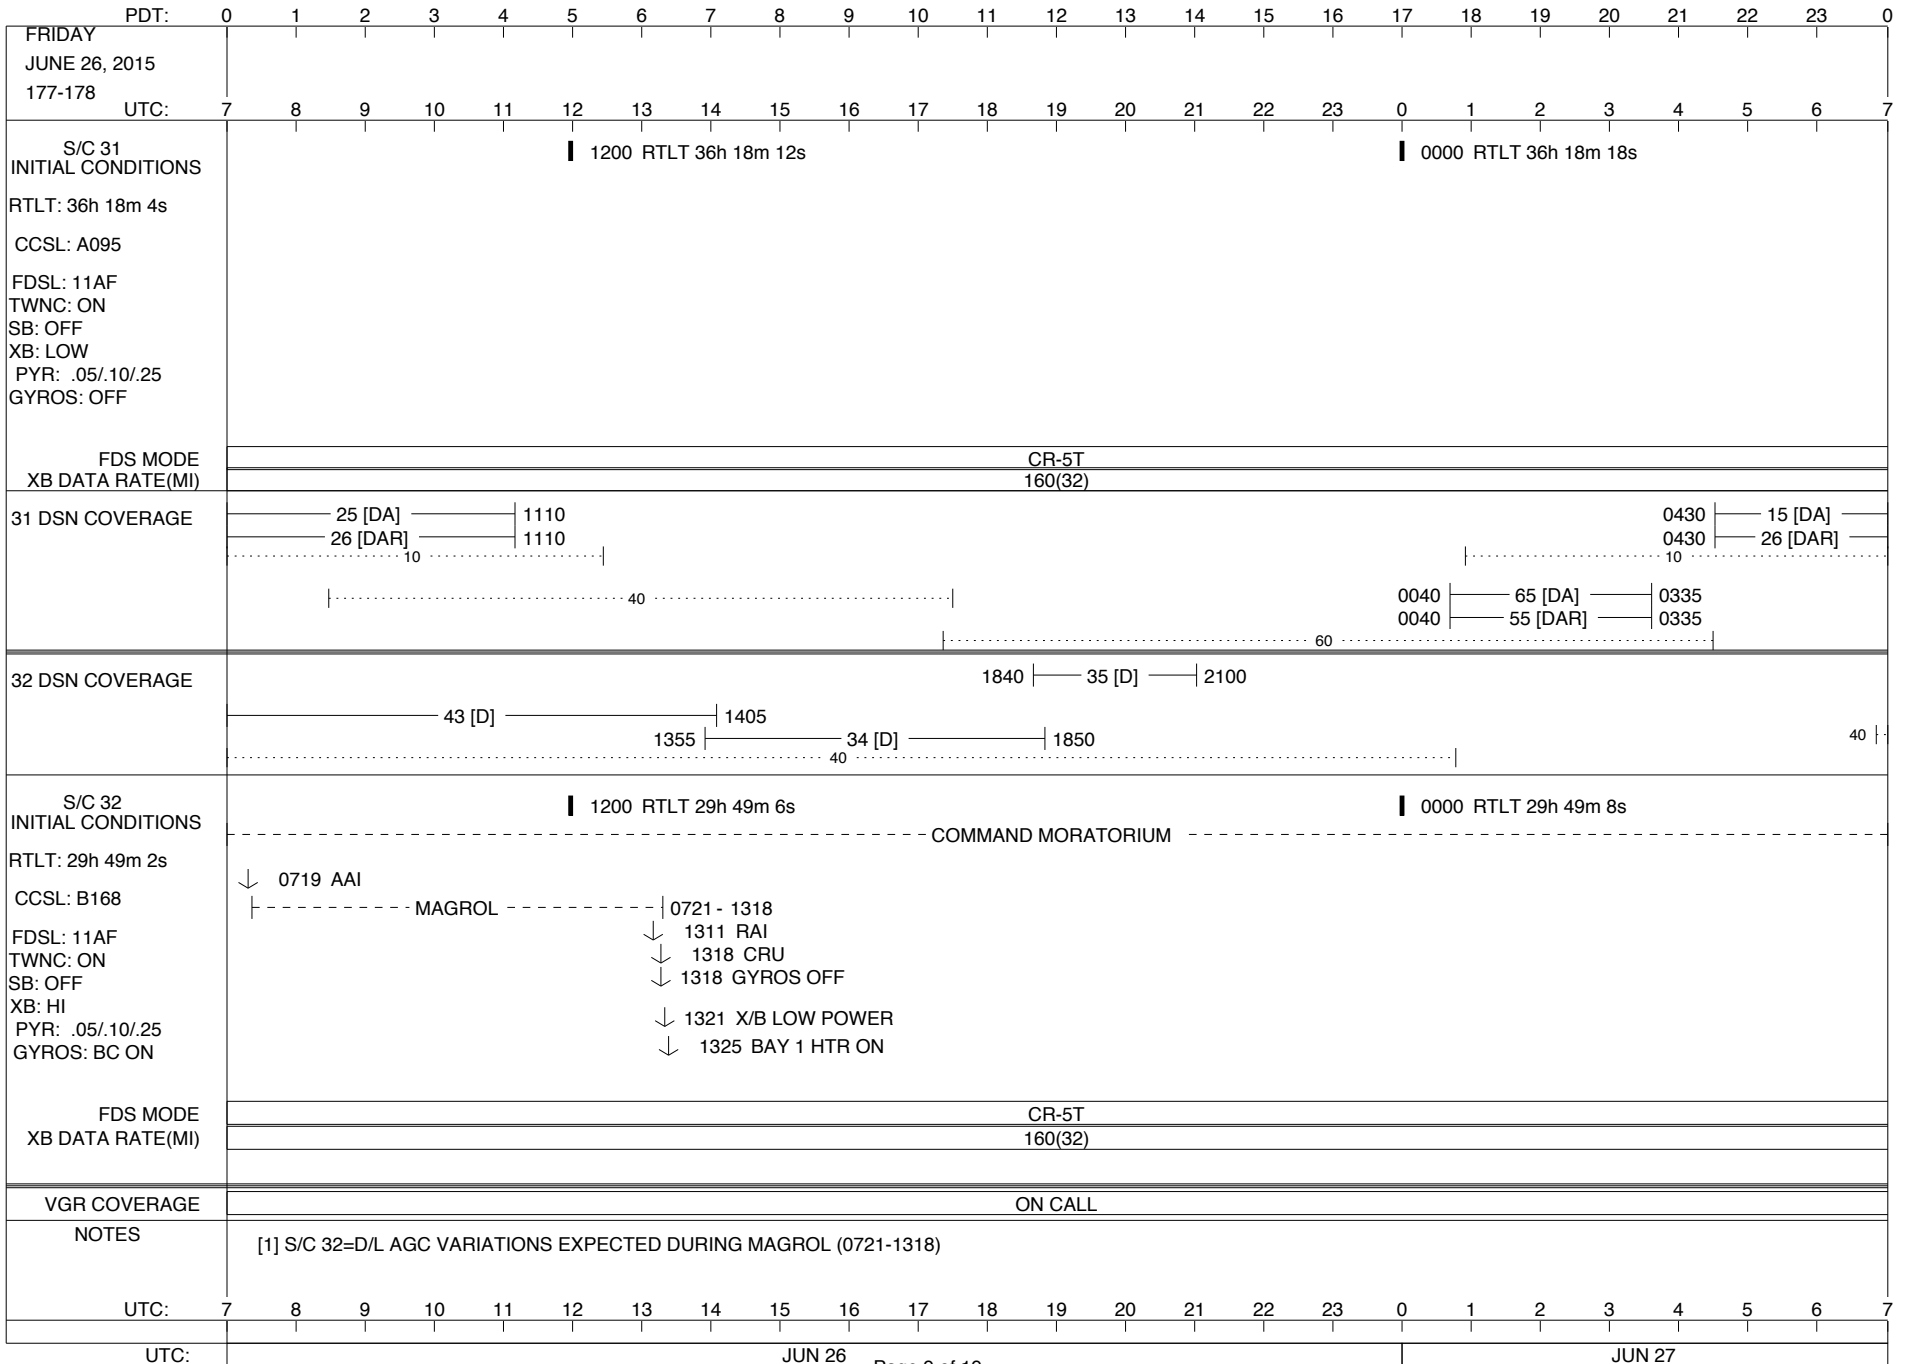 PDT: 0 1 2 3 4 5 6 7 8 9 10 11 12 13 14 15 16 17 18 19 20 21 22 23 0
FRIDAY
JUNE 26, 2015
177-178
UTC: 7 8 9 10 11 12 13 14 15 16 17 18 19 20 21 22 23 0 1 2 3 4 5 6 7
S/C 31
INITIAL CONDITIONS
1200 RTLT 36h 18m 12s
0000 RTLT 36h 18m 18s
RTLT: 36h 18m 4s
CCSL: A095
FDSL: 11AF
TWNC: ON
SB: OFF
XB: LOW
PYR: .05/.10/.25
GYROS: OFF
FDS MODE CR-5T
XB DATA RATE(MI) 160(32)
31 DSN COVERAGE
25 [DA] 1110
0430 15 [DA]
26 [DAR] 1110
0430 26 [DAR]
10
10
40
0040 65 [DA] 0335
0040 55 [DAR] 0335
60
32 DSN COVERAGE
1840 35 [D] 2100
43 [D] 1405
1355 34 [D] 1850
40
40
S/C 32
INITIAL CONDITIONS
1200 RTLT 29h 49m 6s
0000 RTLT 29h 49m 8s
COMMAND MORATORIUM
RTLT: 29h 49m 2s
0719 AAI
CCSL: B168
MAGROL 0721 - 1318
1311 RAI
FDSL: 11AF
1318 CRU
TWNC: ON
1318 GYROS OFF
SB: OFF
XB: HI
1321 X/B LOW POWER
PYR: .05/.10/.25
1325 BAY 1 HTR ON
GYROS: BC ON
FDS MODE CR-5T
XB DATA RATE(MI) 160(32)
VGR COVERAGE ON CALL
NOTES
[1] S/C 32=D/L AGC VARIATIONS EXPECTED DURING MAGROL (0721-1318)
UTC: 7 8 9 10 11 12 13 14 15 16 17 18 19 20 21 22 23 0 1 2 3 4 5 6 7
UTC: JUN 26 JUN 27